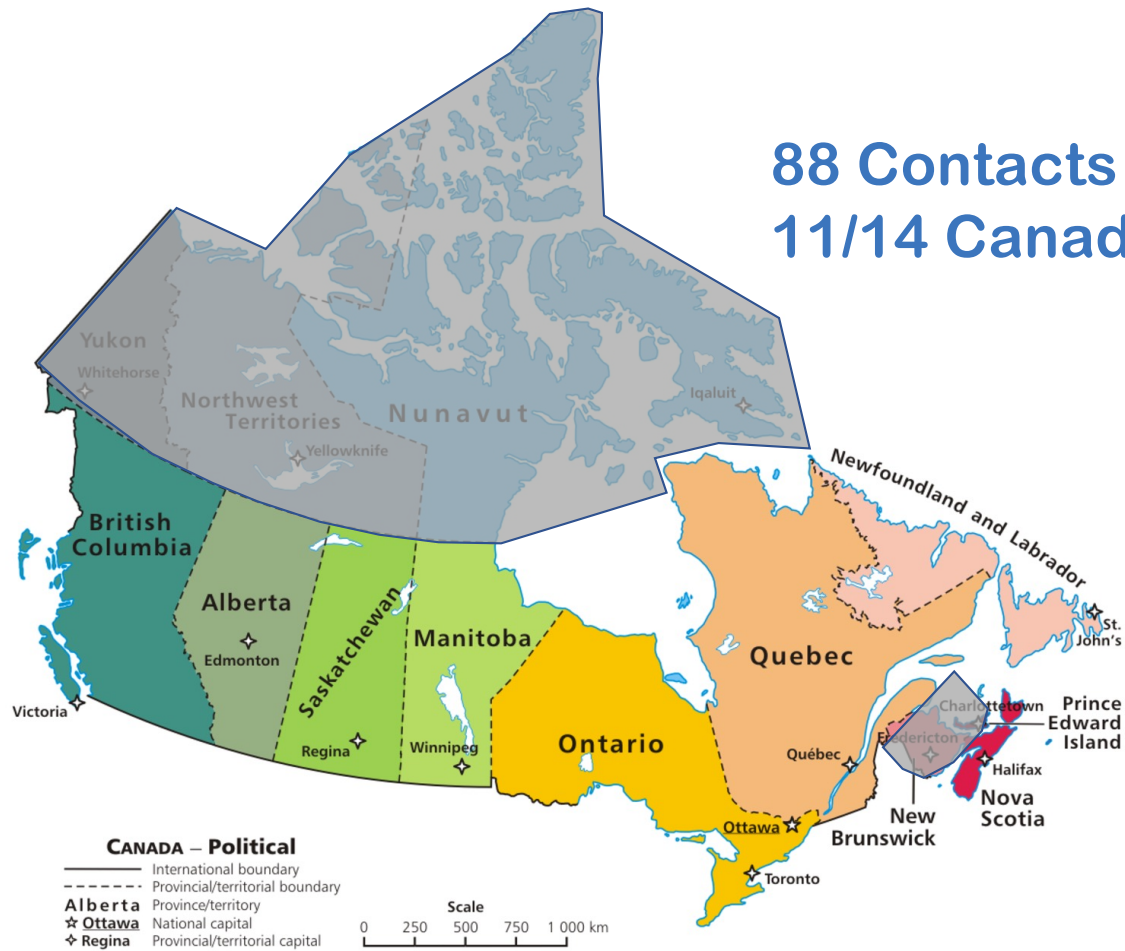 88 Contacts
11/14 Canad
Yukon
Whitehorse
Northwest
Territories
Yellowknife
Nunavut
Iqaluit
British
Columbia
Alberta
Edmonton
Saskatchewan
Manitoba
Victoria
Regina
Winnipeg
Ontario
Quebec
Newfoundland and Labrador
St.
John's
Charlottetown
Prince
Edward
Island
Fredericton
Québec
Halifax
Nova
Scotia
New
Brunswick
Ottawa
Toronto
CANADA – Political
International boundary
Provincial/territorial boundary
Alberta Province/territory
Ottawa National capital
Regina Provincial/territorial capital
Scale
0 250 500 750 1 000 km